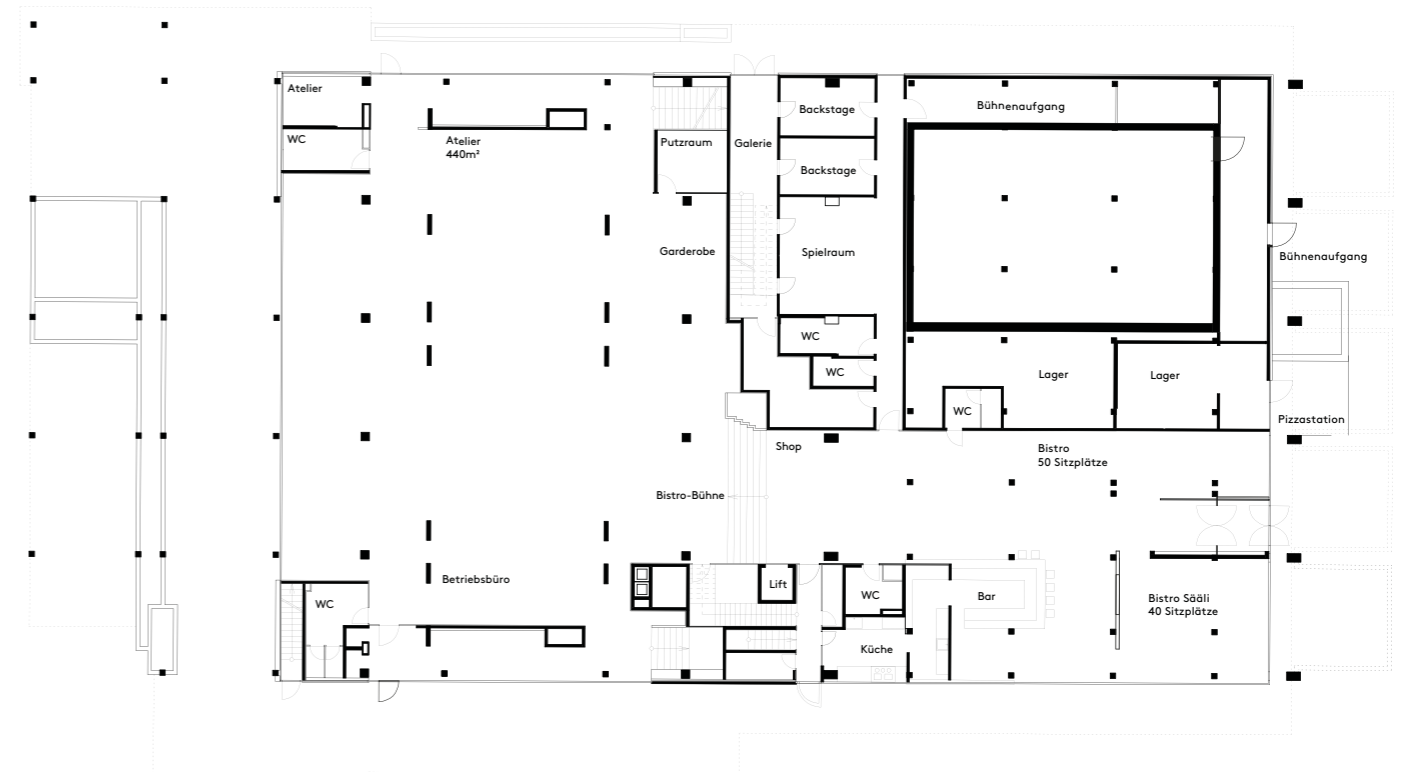 Atelier
WC
Atelier
440m²
Putzraum
Galerie
Backstage
Backstage
Bühnenaufgang
Garderobe
Spielraum
Bühnenaufgang
WC
WC
Lager
Lager
WC
Pizzastation
Shop
Bistro
50 Sitzplätze
Bistro-Bühne
Betriebsbüro
WC
Lift
WC
Bar
Bistro Sääli
40 Sitzplätze
Küche